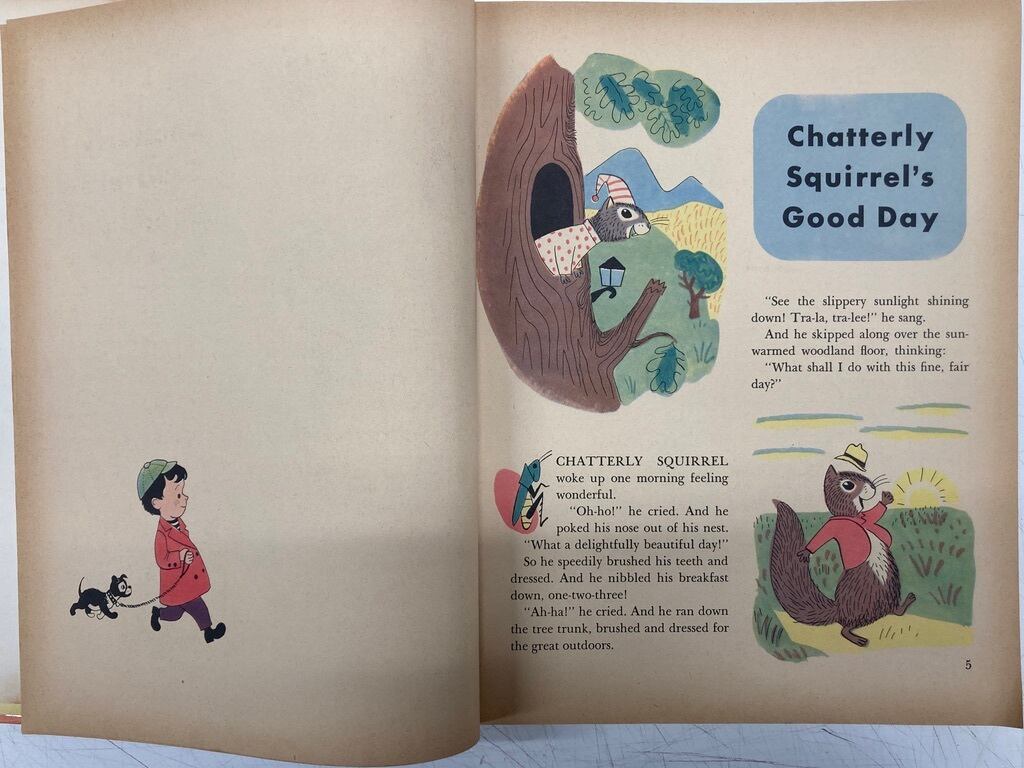 Chatterly
Squirrel's
Good Day
CHATTERLY SQUIRREL
woke up one morning feeling
wonderful.
"Oh-ho!" he cried. And he
poked his nose out of his nest.
"What a delightfully beautiful day!"
So he speedily brushed his teeth and
dressed. And he nibbled his breakfast
down, one-two-three!
"Ah-ha!" he cried. And he ran down
the tree trunk, brushed and dressed for
the great outdoors.
"See the slippery sunlight shining
down! Tra-la, tra-lee!" he sang.
And he skipped along over the sun-
warmed woodland floor, thinking:
"What shall I do with this fine, fair
day?"
5